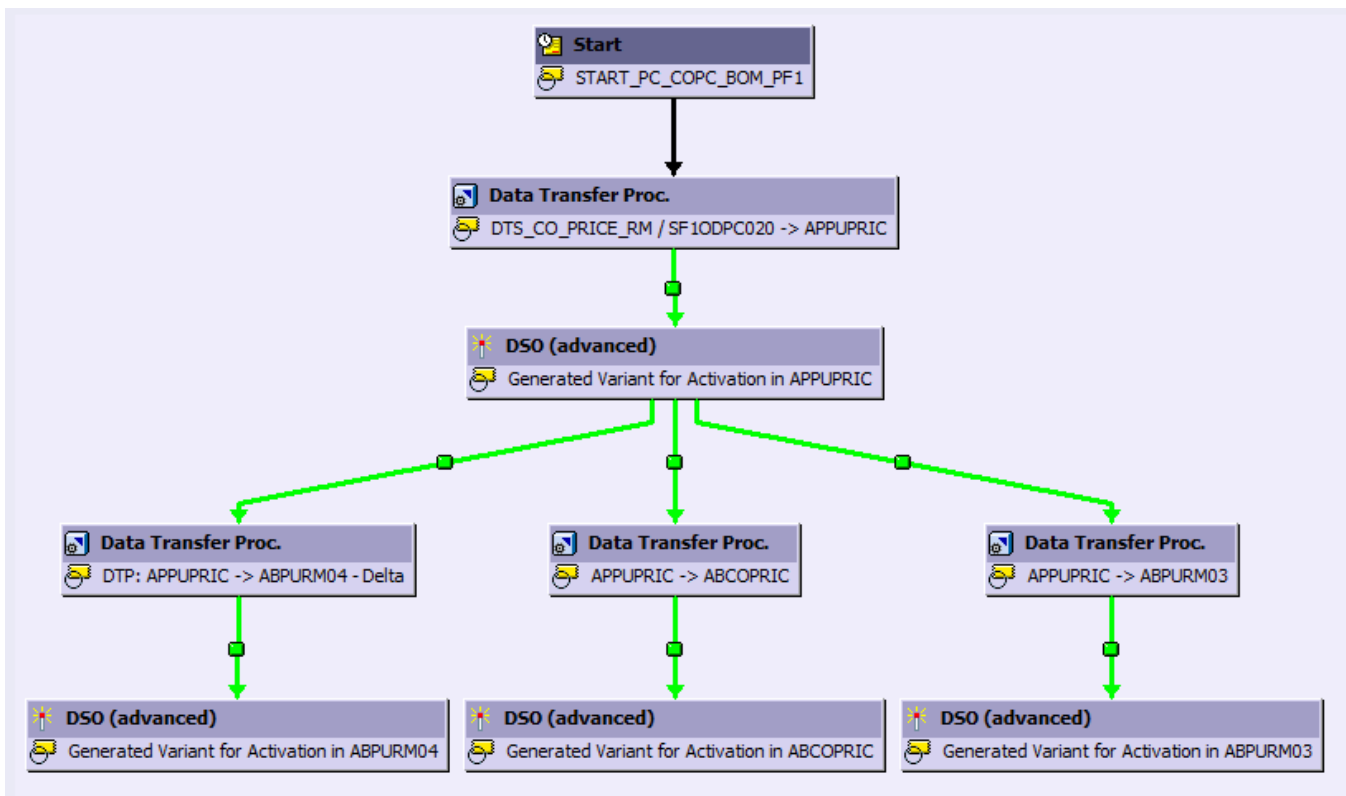 Start
START_PC_COPC_BOM_PF1
Data Transfer Proc.
DTS_CO_PRICE_RM / SF1ODPC020 -> APPUPRIC
DSO (advanced)
Generated Variant for Activation in APPUPRIC
Data Transfer Proc.
DTP: APPUPRIC -> ABPURM04 - Delta
Data Transfer Proc.
APPUPRIC -> ABCOPRIC
Data Transfer Proc.
APPUPRIC -> ABPURM03
DSO (advanced)
Generated Variant for Activation in ABPURM04
DSO (advanced)
Generated Variant for Activation in ABCOPRIC
DSO (advanced)
Generated Variant for Activation in ABPURM03